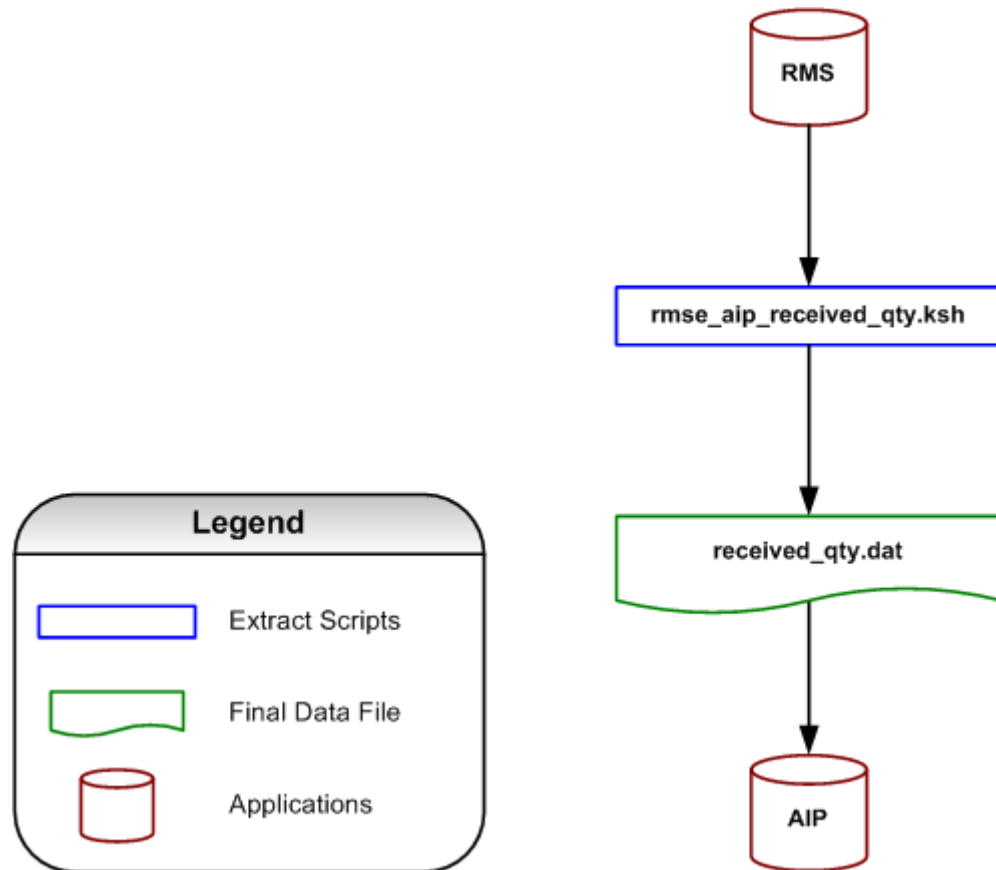 RMS
rmse_aip_received_qty.ksh
received_qty.dat
AIP
Legend
Extract Scripts
Final Data File
Applications